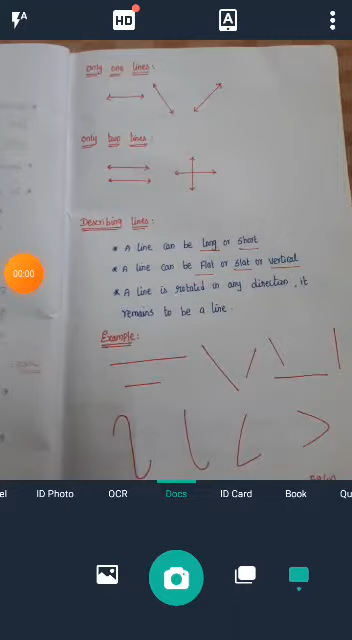 HD
A
Only one lines:
Only two lines:
Describing lines:
* A line can be long or short
* A line can be Flat or slat or vertical
* A line is rotated in any direction, it
remains to be a line.
Example:
00:00
el ID Photo OCR Docs ID Card Book Qu